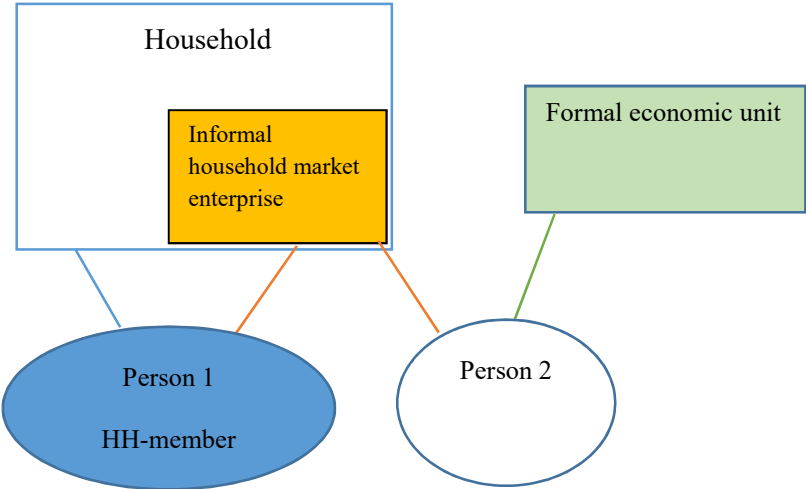 Household
Informal
household market
enterprise
Formal economic unit
Person 1
HH-member
Person 2